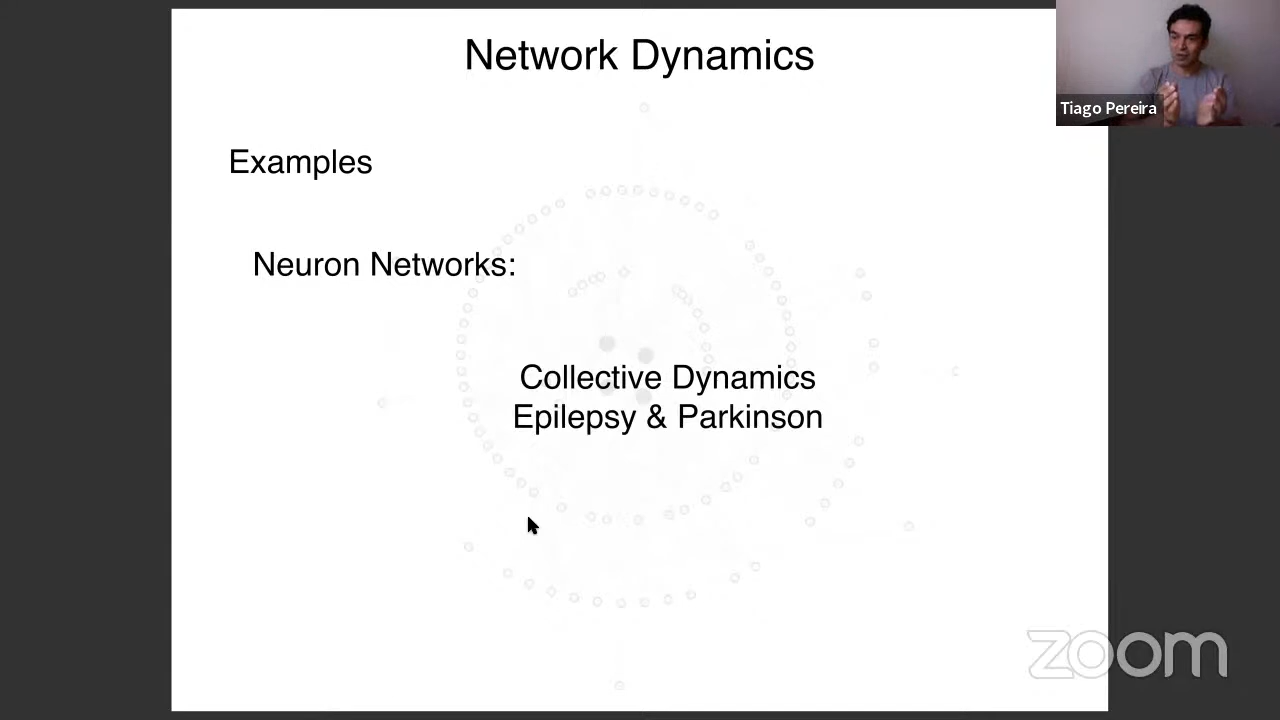 Network Dynamics
Tiago Pereira
Examples
Neuron Networks:
Collective Dynamics
Epilepsy & Parkinson
zoom